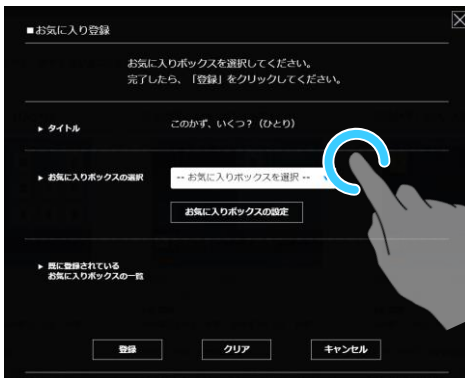 ■お気に入り登録
お気に入りボックスを選択してください。
完了したら、「登録」をクリックしてください。
▶ タイトル
このかず、いくつ？（ひとり）
▶ お気に入りボックスの選択
-- お気に入りボックスを選択 --
お気に入りボックスの設定
▶ 既に登録されている
お気に入りボックスの一覧
登録
クリア
キャンセル